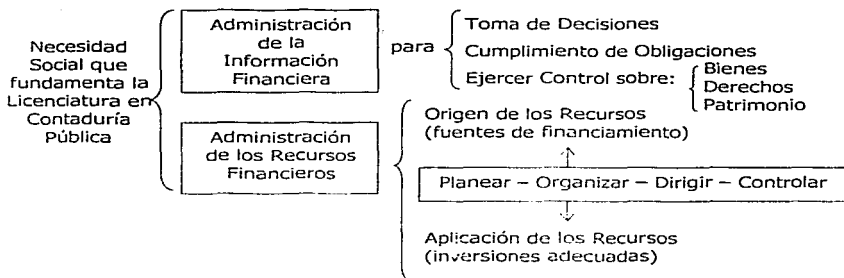 Necesidad
Social que
fundamenta la
Licenciatura en
Contaduría
Pública
Administración
de la
Información
Financiera
para
Toma de Decisiones
Cumplimiento de Obligaciones
Ejercer Control sobre:
Bienes
Derechos
Patrimonio
Administración
de los Recursos
Financieros
Origen de los Recursos
(fuentes de financiamiento)
Planear – Organizar – Dirigir – Controlar
Aplicación de los Recursos
(inversiones adecuadas)